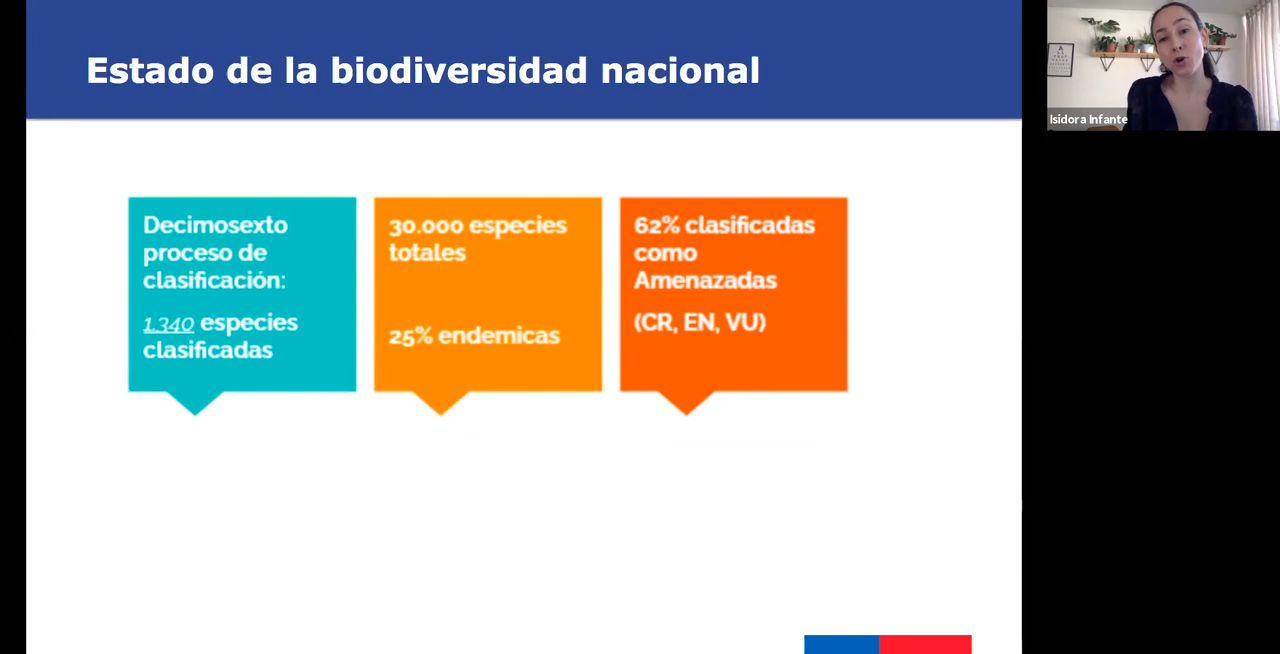 Estado de la biodiversidad nacional
Decimosexto
proceso de
clasificación:
1.340 especies
clasificadas
30.000 especies
totales
25% endemicas
62% clasificadas
como
Amenazadas
(CR, EN, VU)
Isidora Infante